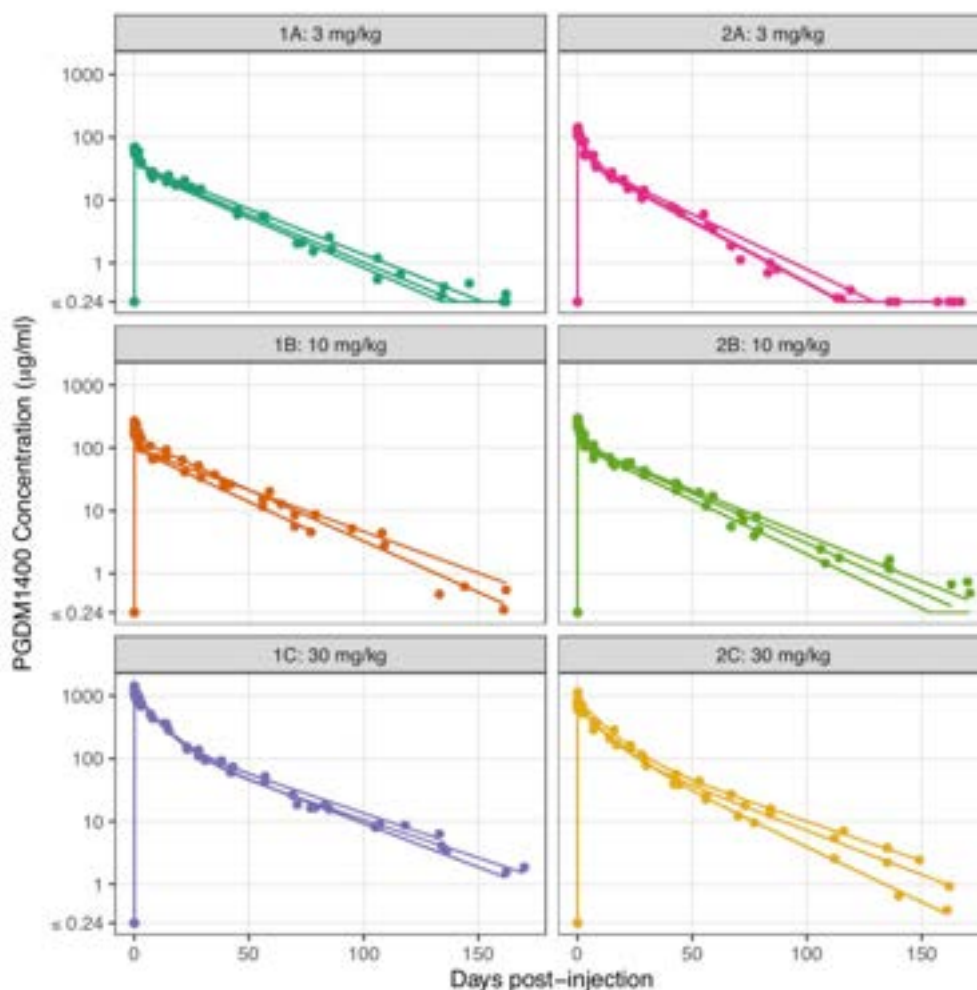 1A: 3 mg/kg
2A: 3 mg/kg
1000
100
10
1
≤ 0.24
1B: 10 mg/kg
2B: 10 mg/kg
1000
100
10
1
≤ 0.24
1C: 30 mg/kg
2C: 30 mg/kg
1000
100
10
1
≤ 0.24
0
50
100
150
0
50
100
150
Days post−injection
PGDM1400 Concentration (μg/ml)